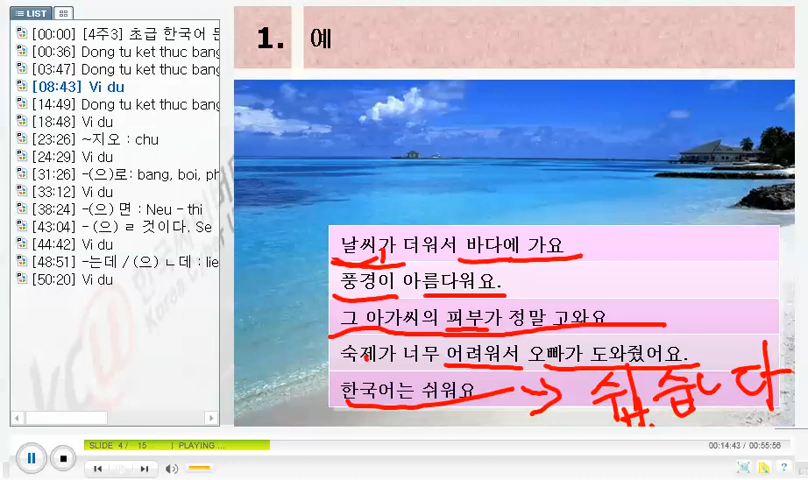 LIST
[00:00] [4주3] 초급 한국어 문
[00:36] Dong tu ket thuc bang
[03:47] Dong tu ket thuc bang
[08:43] Vi du
[14:49] Dong tu ket thuc bang
[18:48] Vi du
[23:26] ~지오 : chu
[24:29] Vi du
[31:26] -(으)로: bang, boi, ph
[33:12] Vi du
[38:24] -(으) 면 : Neu - thi
[43:04] - (으) ㄹ 것이다. Se
[44:42] Vi du
[48:51] -는데 / (으) ㄴ데 : lie
[50:20] Vi du
1. 예
날씨가 더워서 바다에 가요
풍경이 아름다워요.
그 아가씨의 피부가 정말 고와요
숙제가 너무 어려워서 오빠가 도와줬어요.
한국어는 쉬워요
쉽습니다
SLIDE 4 / 15 | PLAYING ...
00:14:43 / 00:55:56